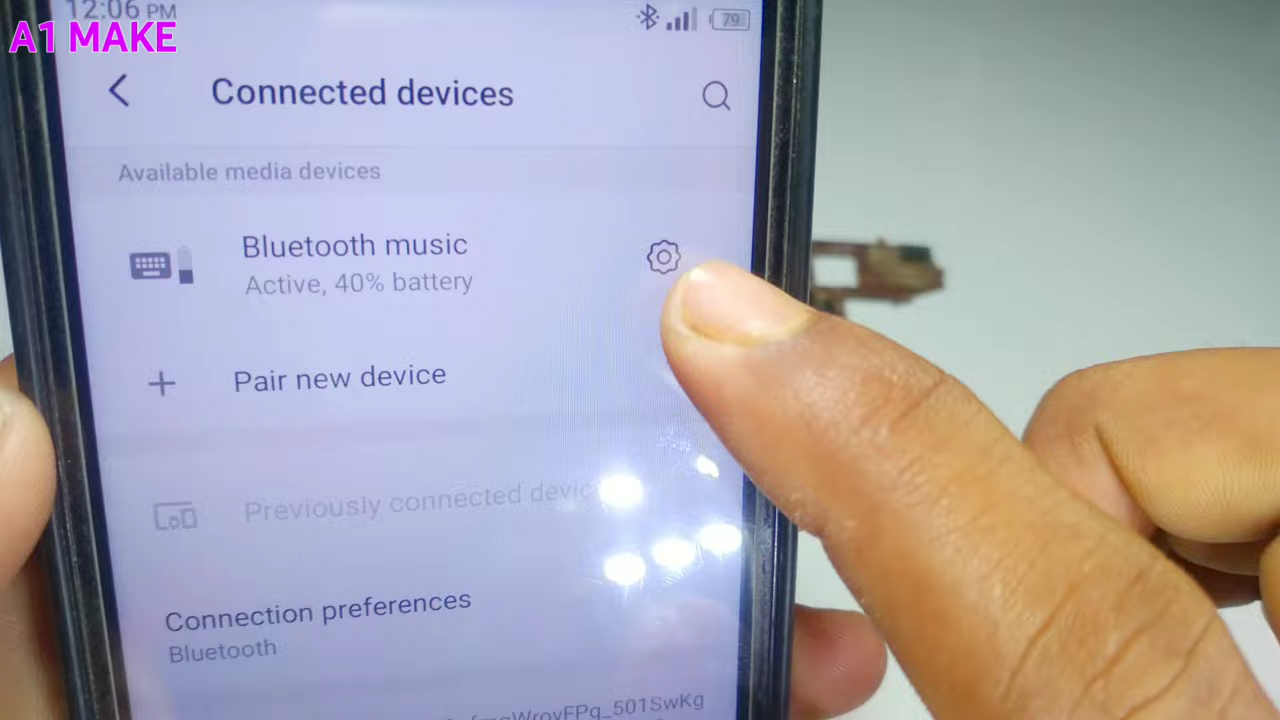 12:06 PM
79
A1 MAKE
Connected devices
Available media devices
Bluetooth music
Active, 40% battery
Pair new device
Previously connected devic
Connection preferences
Bluetooth